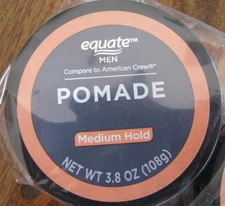 equate™
MEN
Compare to American Crew®*
POMADE
Medium Hold
NET WT 3.8 OZ (108g)